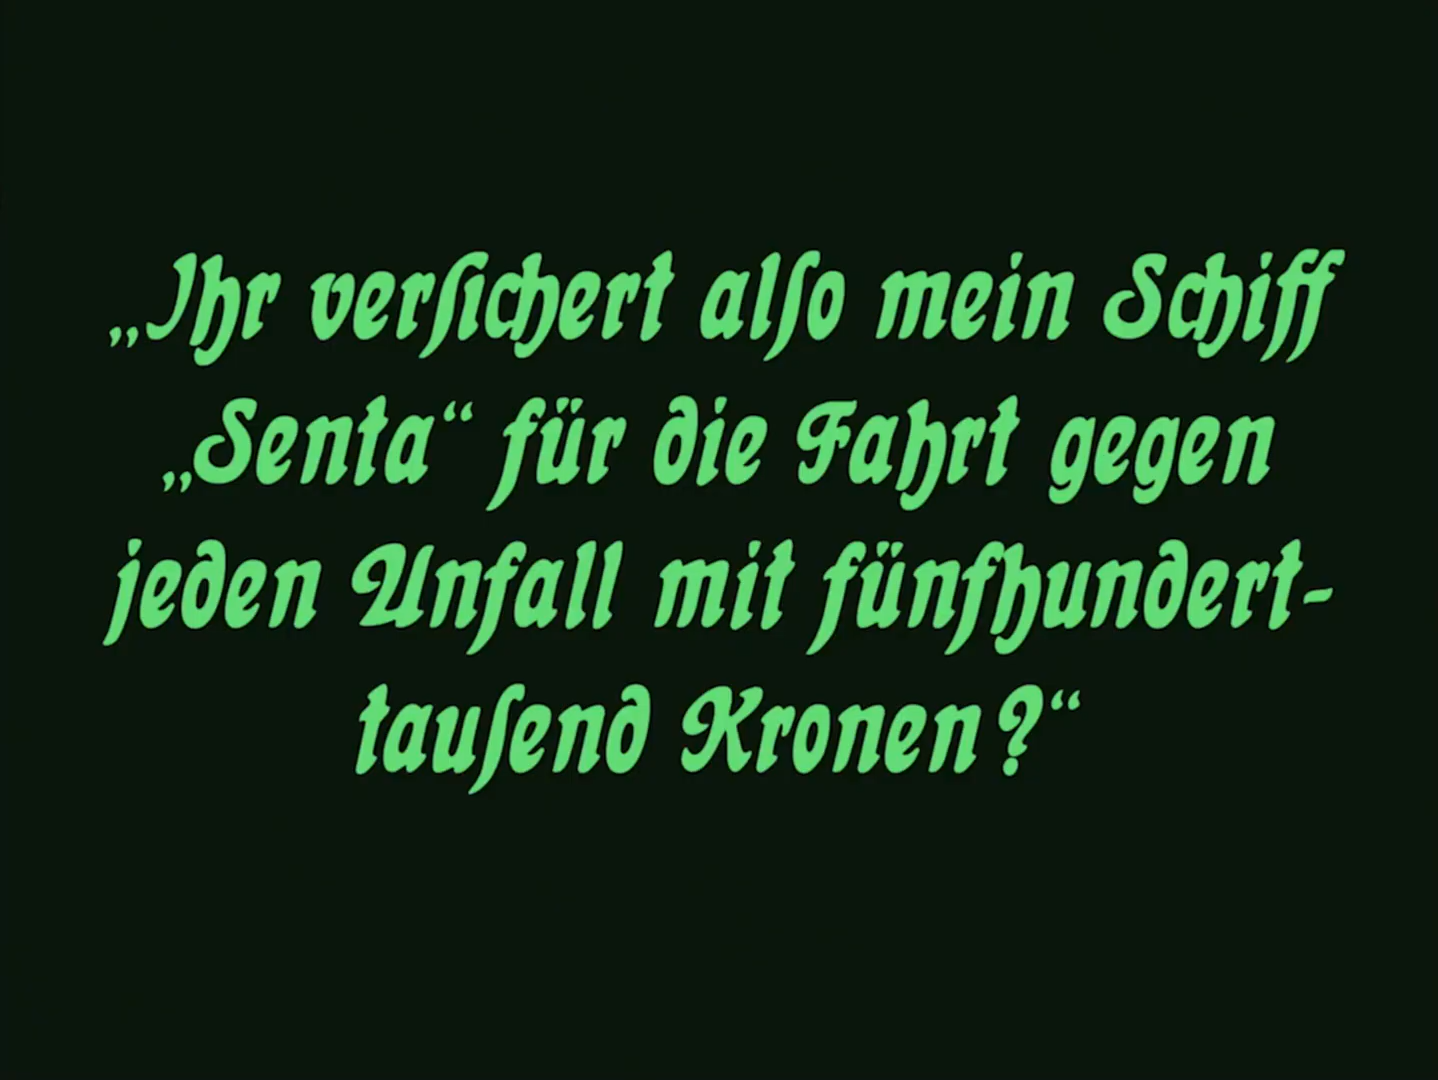 „Ihr verſichert alſo mein Schiff
„Senta“ für die Fahrt gegen
jeden Unfall mit fünfhundert-
tauſend Kronen?“